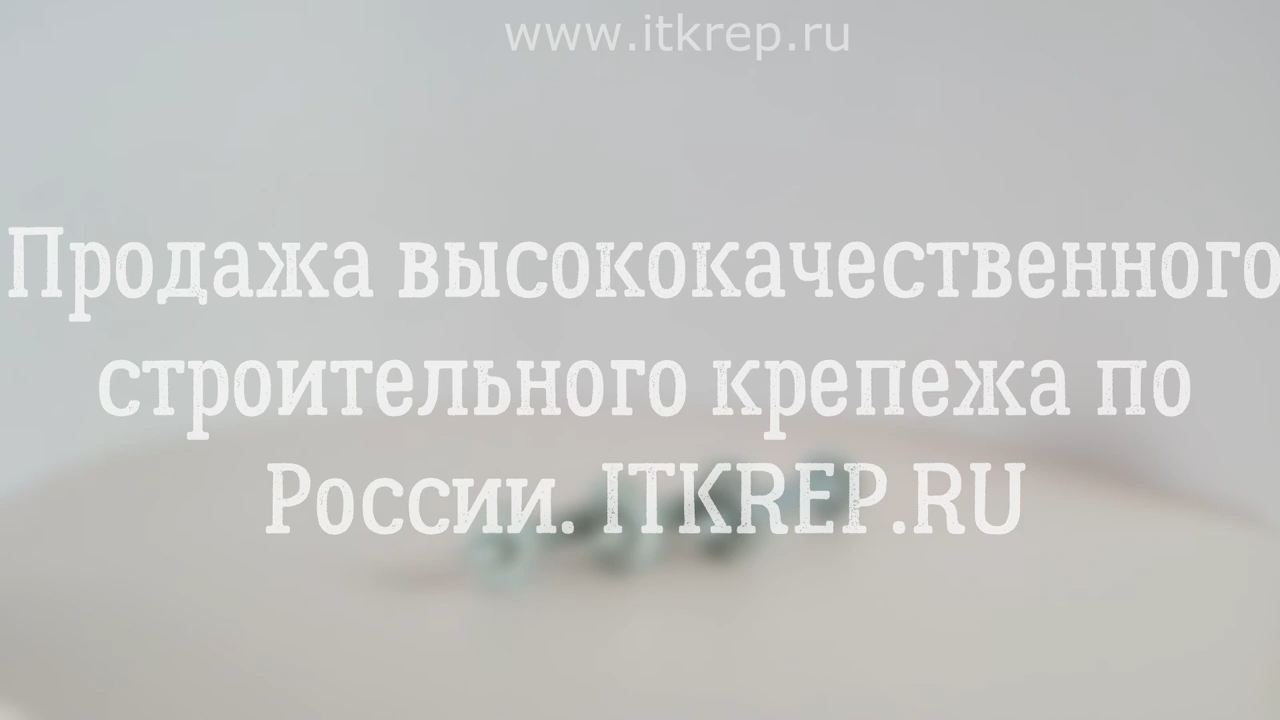 www.itkrep.ru
Продажа высококачественного
строительного крепежа по
России. ITKREP.RU